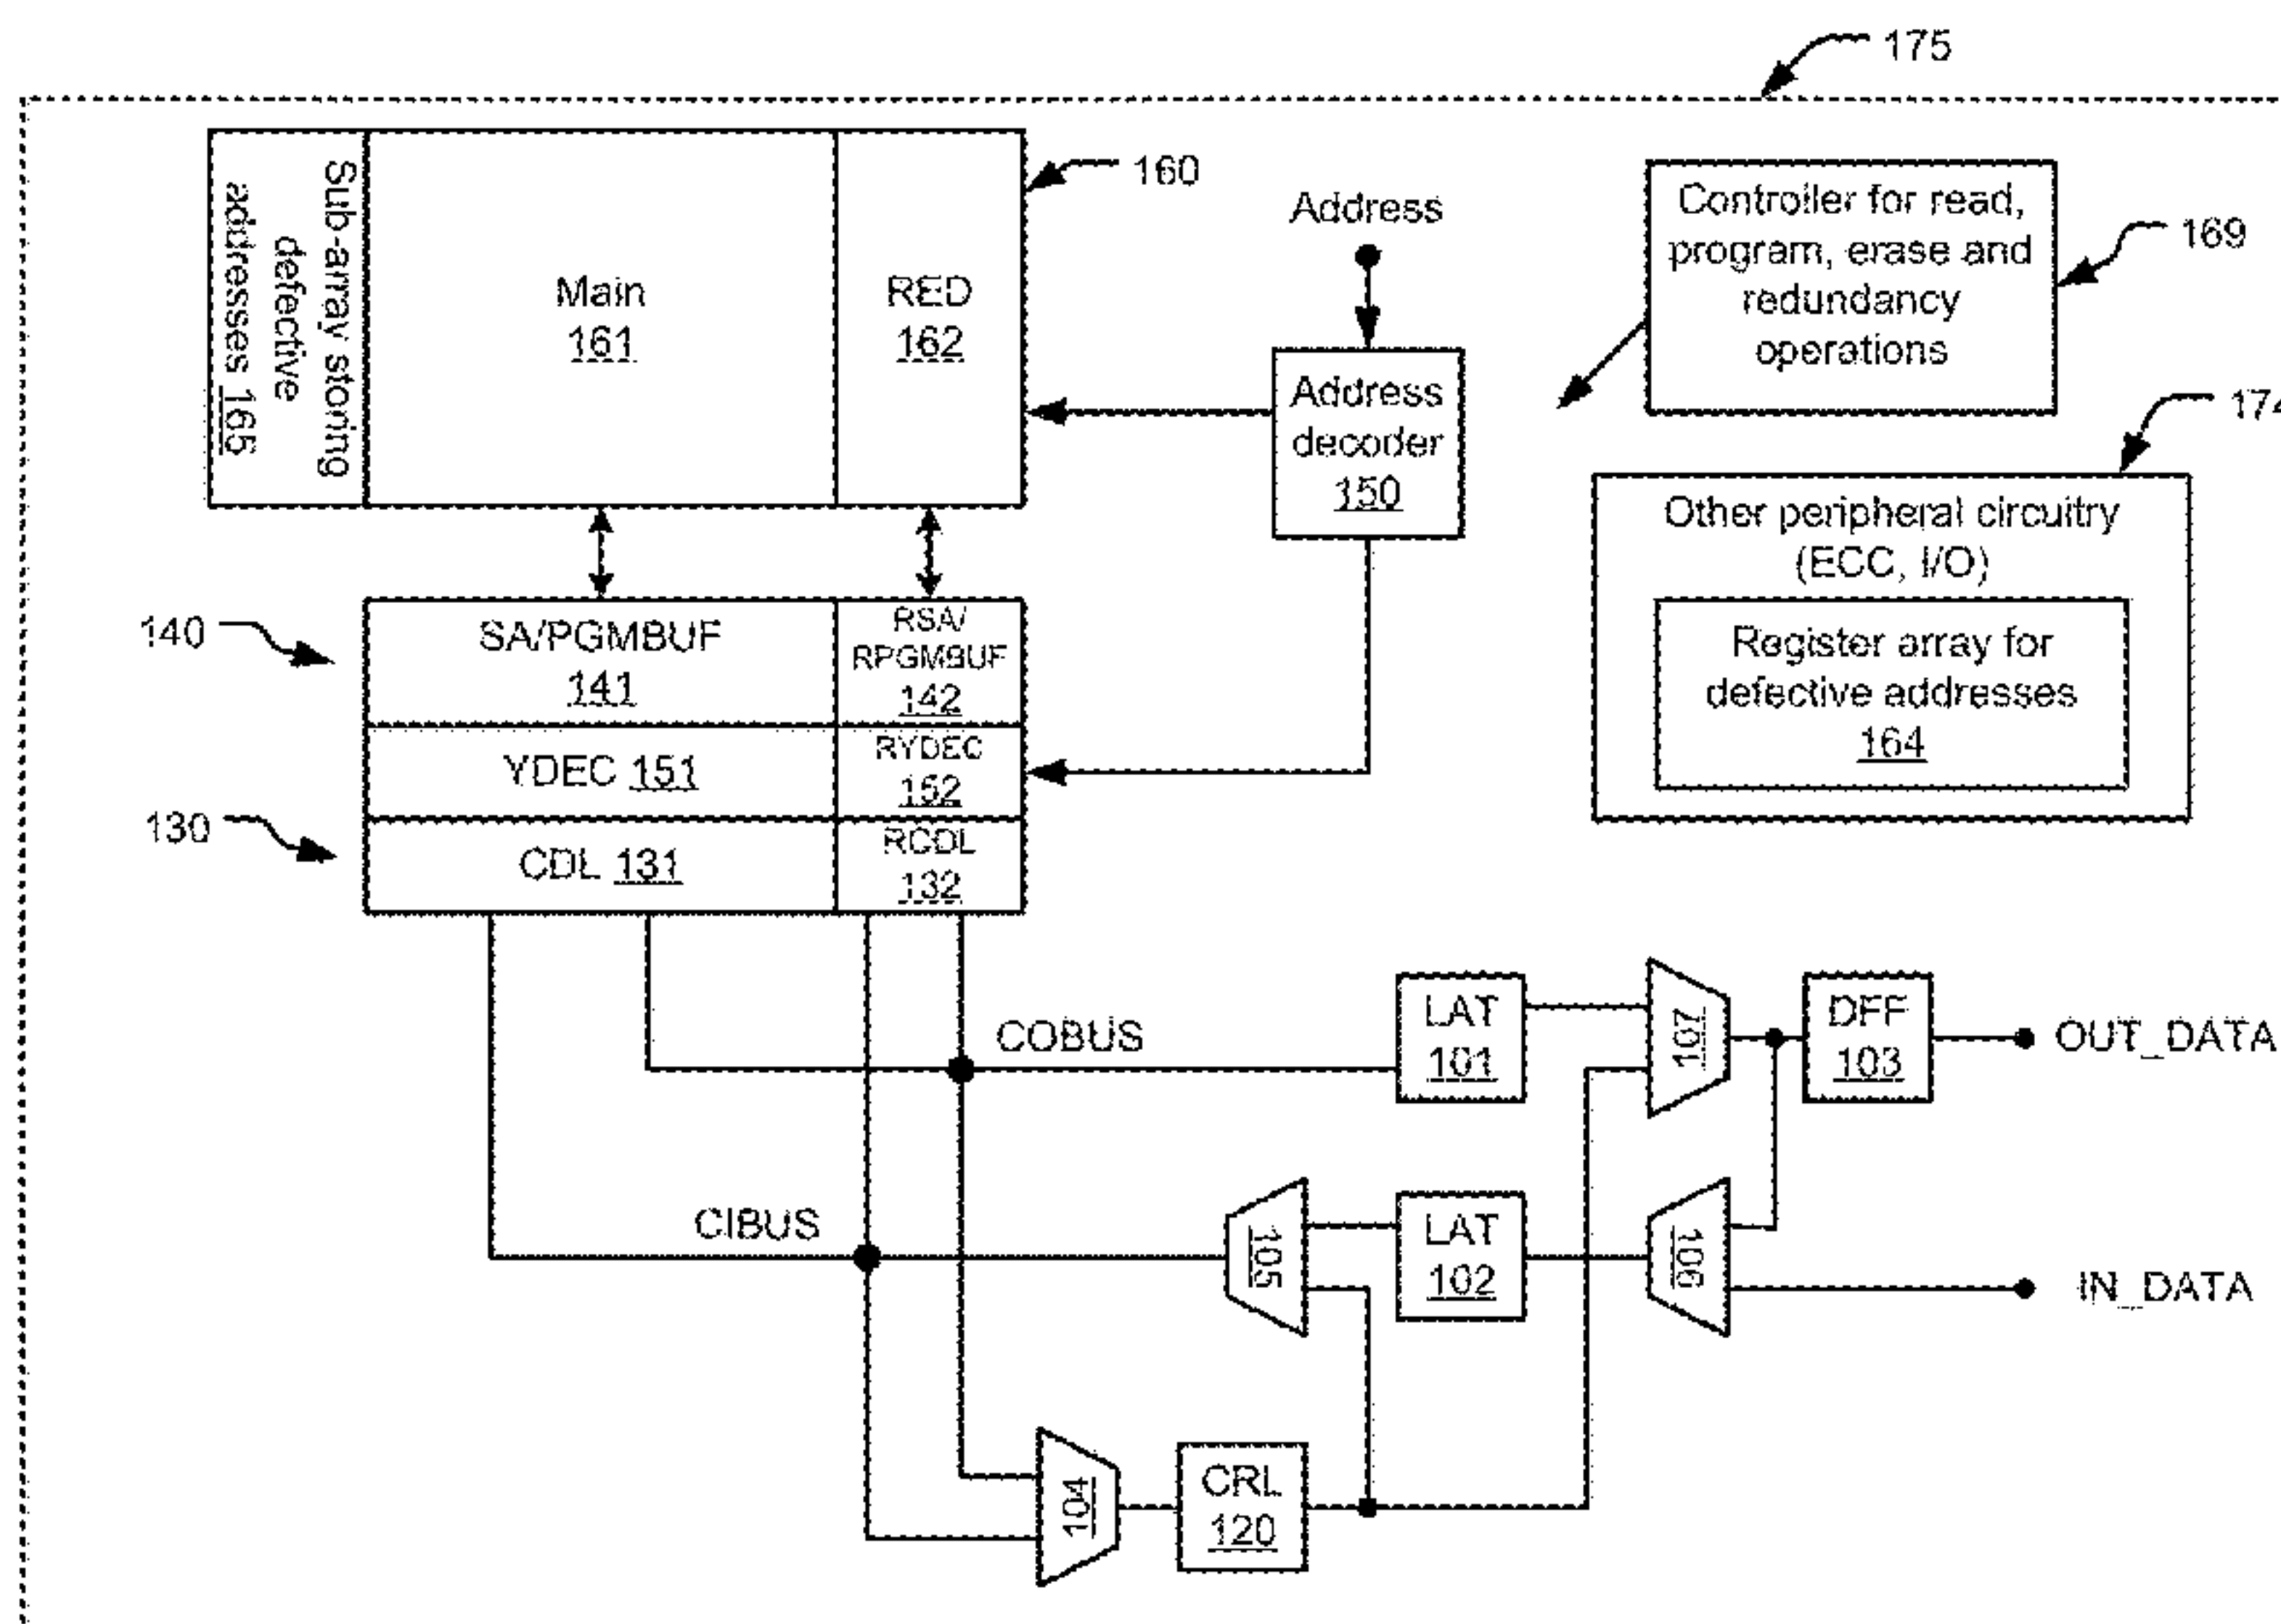 175
160
Sub-array storing
defective
addresses 165
Main
161
RED
162
Address
Address
decoder
150
Controller for read,
program, erase and
redundancy
operations
169
174
Other peripheral circuitry
(ECC, I/O)
Register array for
defective addresses
164
140
SA/PGMBUF
141
RSA/
RPGMBUF
142
YDEC 151
RYDEC
152
130
CDL 131
RCDL
132
COBUS
LAT
101
107
DFF
103
OUT_DATA
CIBUS
105
LAT
102
106
IN_DATA
104
CRL
120